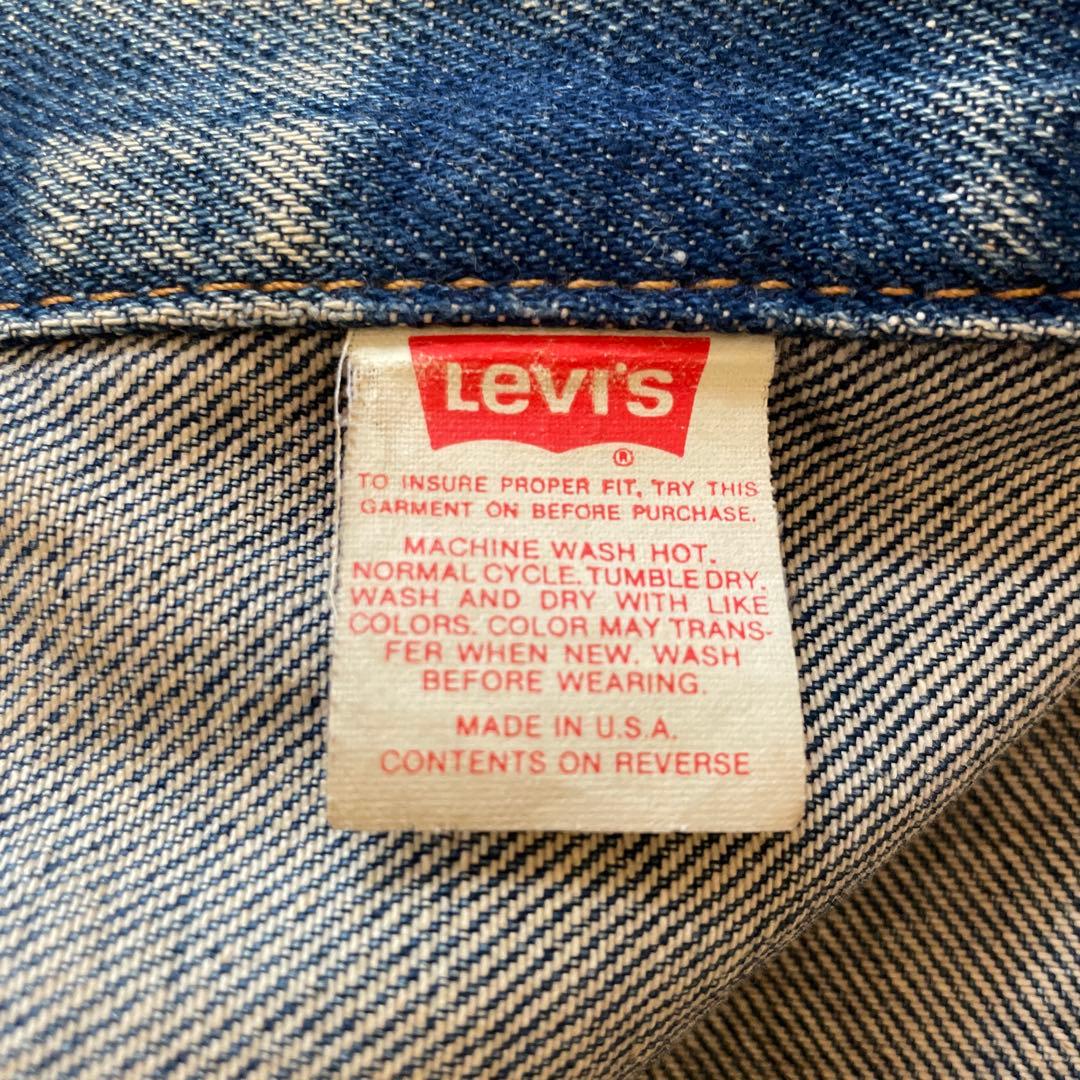 Levi's
®
TO INSURE PROPER FIT, TRY THIS
GARMENT ON BEFORE PURCHASE.
MACHINE WASH HOT.
NORMAL CYCLE. TUMBLE DRY.
WASH AND DRY WITH LIKE
COLORS. COLOR MAY TRANS-
FER WHEN NEW. WASH
BEFORE WEARING.
MADE IN U.S.A.
CONTENTS ON REVERSE